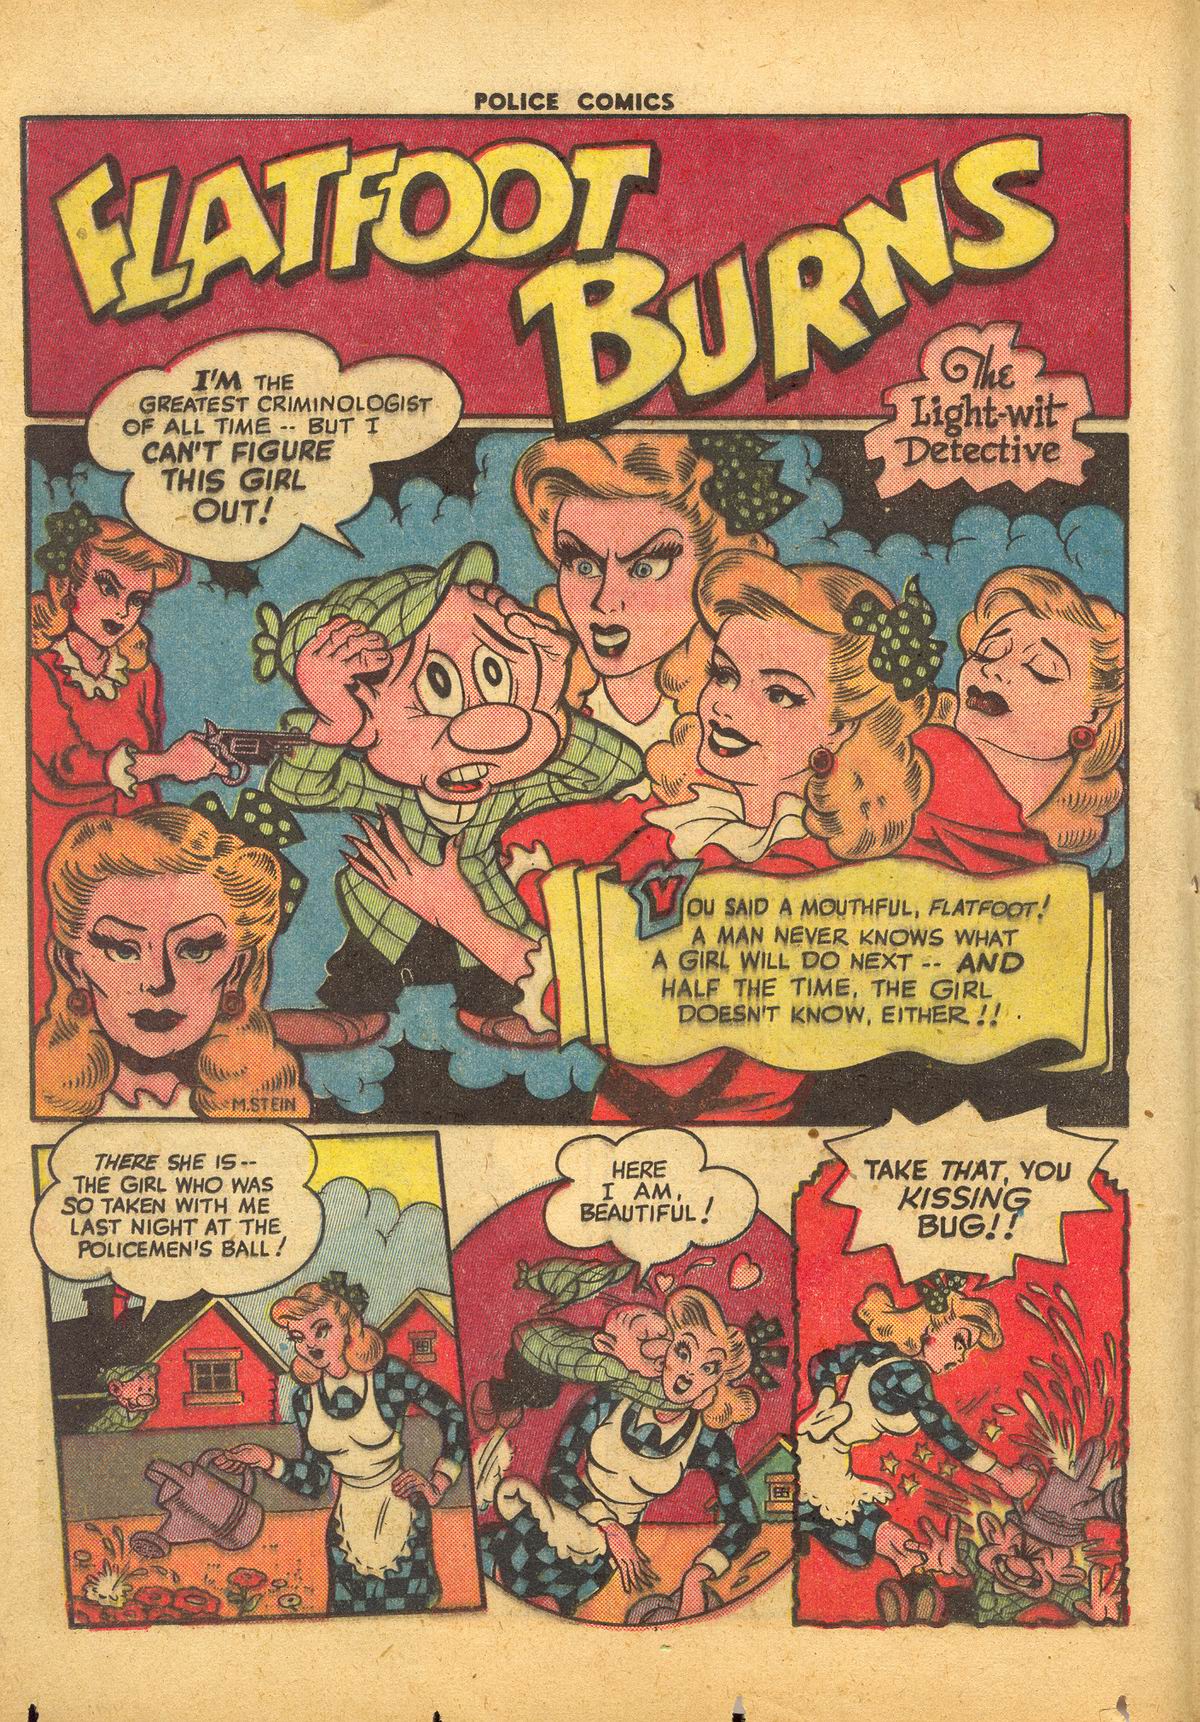 POLICE COMICS
FLATFOOT
BURNS
The
Light-wit
Detective
I'M THE
GREATEST CRIMINOLOGIST
OF ALL TIME -- BUT I
CAN'T FIGURE
THIS GIRL
OUT!
YOU SAID A MOUTHFUL, FLATFOOT!
A MAN NEVER KNOWS WHAT
A GIRL WILL DO NEXT -- AND
HALF THE TIME, THE GIRL
DOESN'T KNOW, EITHER!!
M.STEIN
THERE SHE IS--
THE GIRL WHO WAS
SO TAKEN WITH ME
LAST NIGHT AT THE
POLICEMEN'S BALL!
HERE
I AM,
BEAUTIFUL!
TAKE THAT, YOU
KISSING
BUG!!